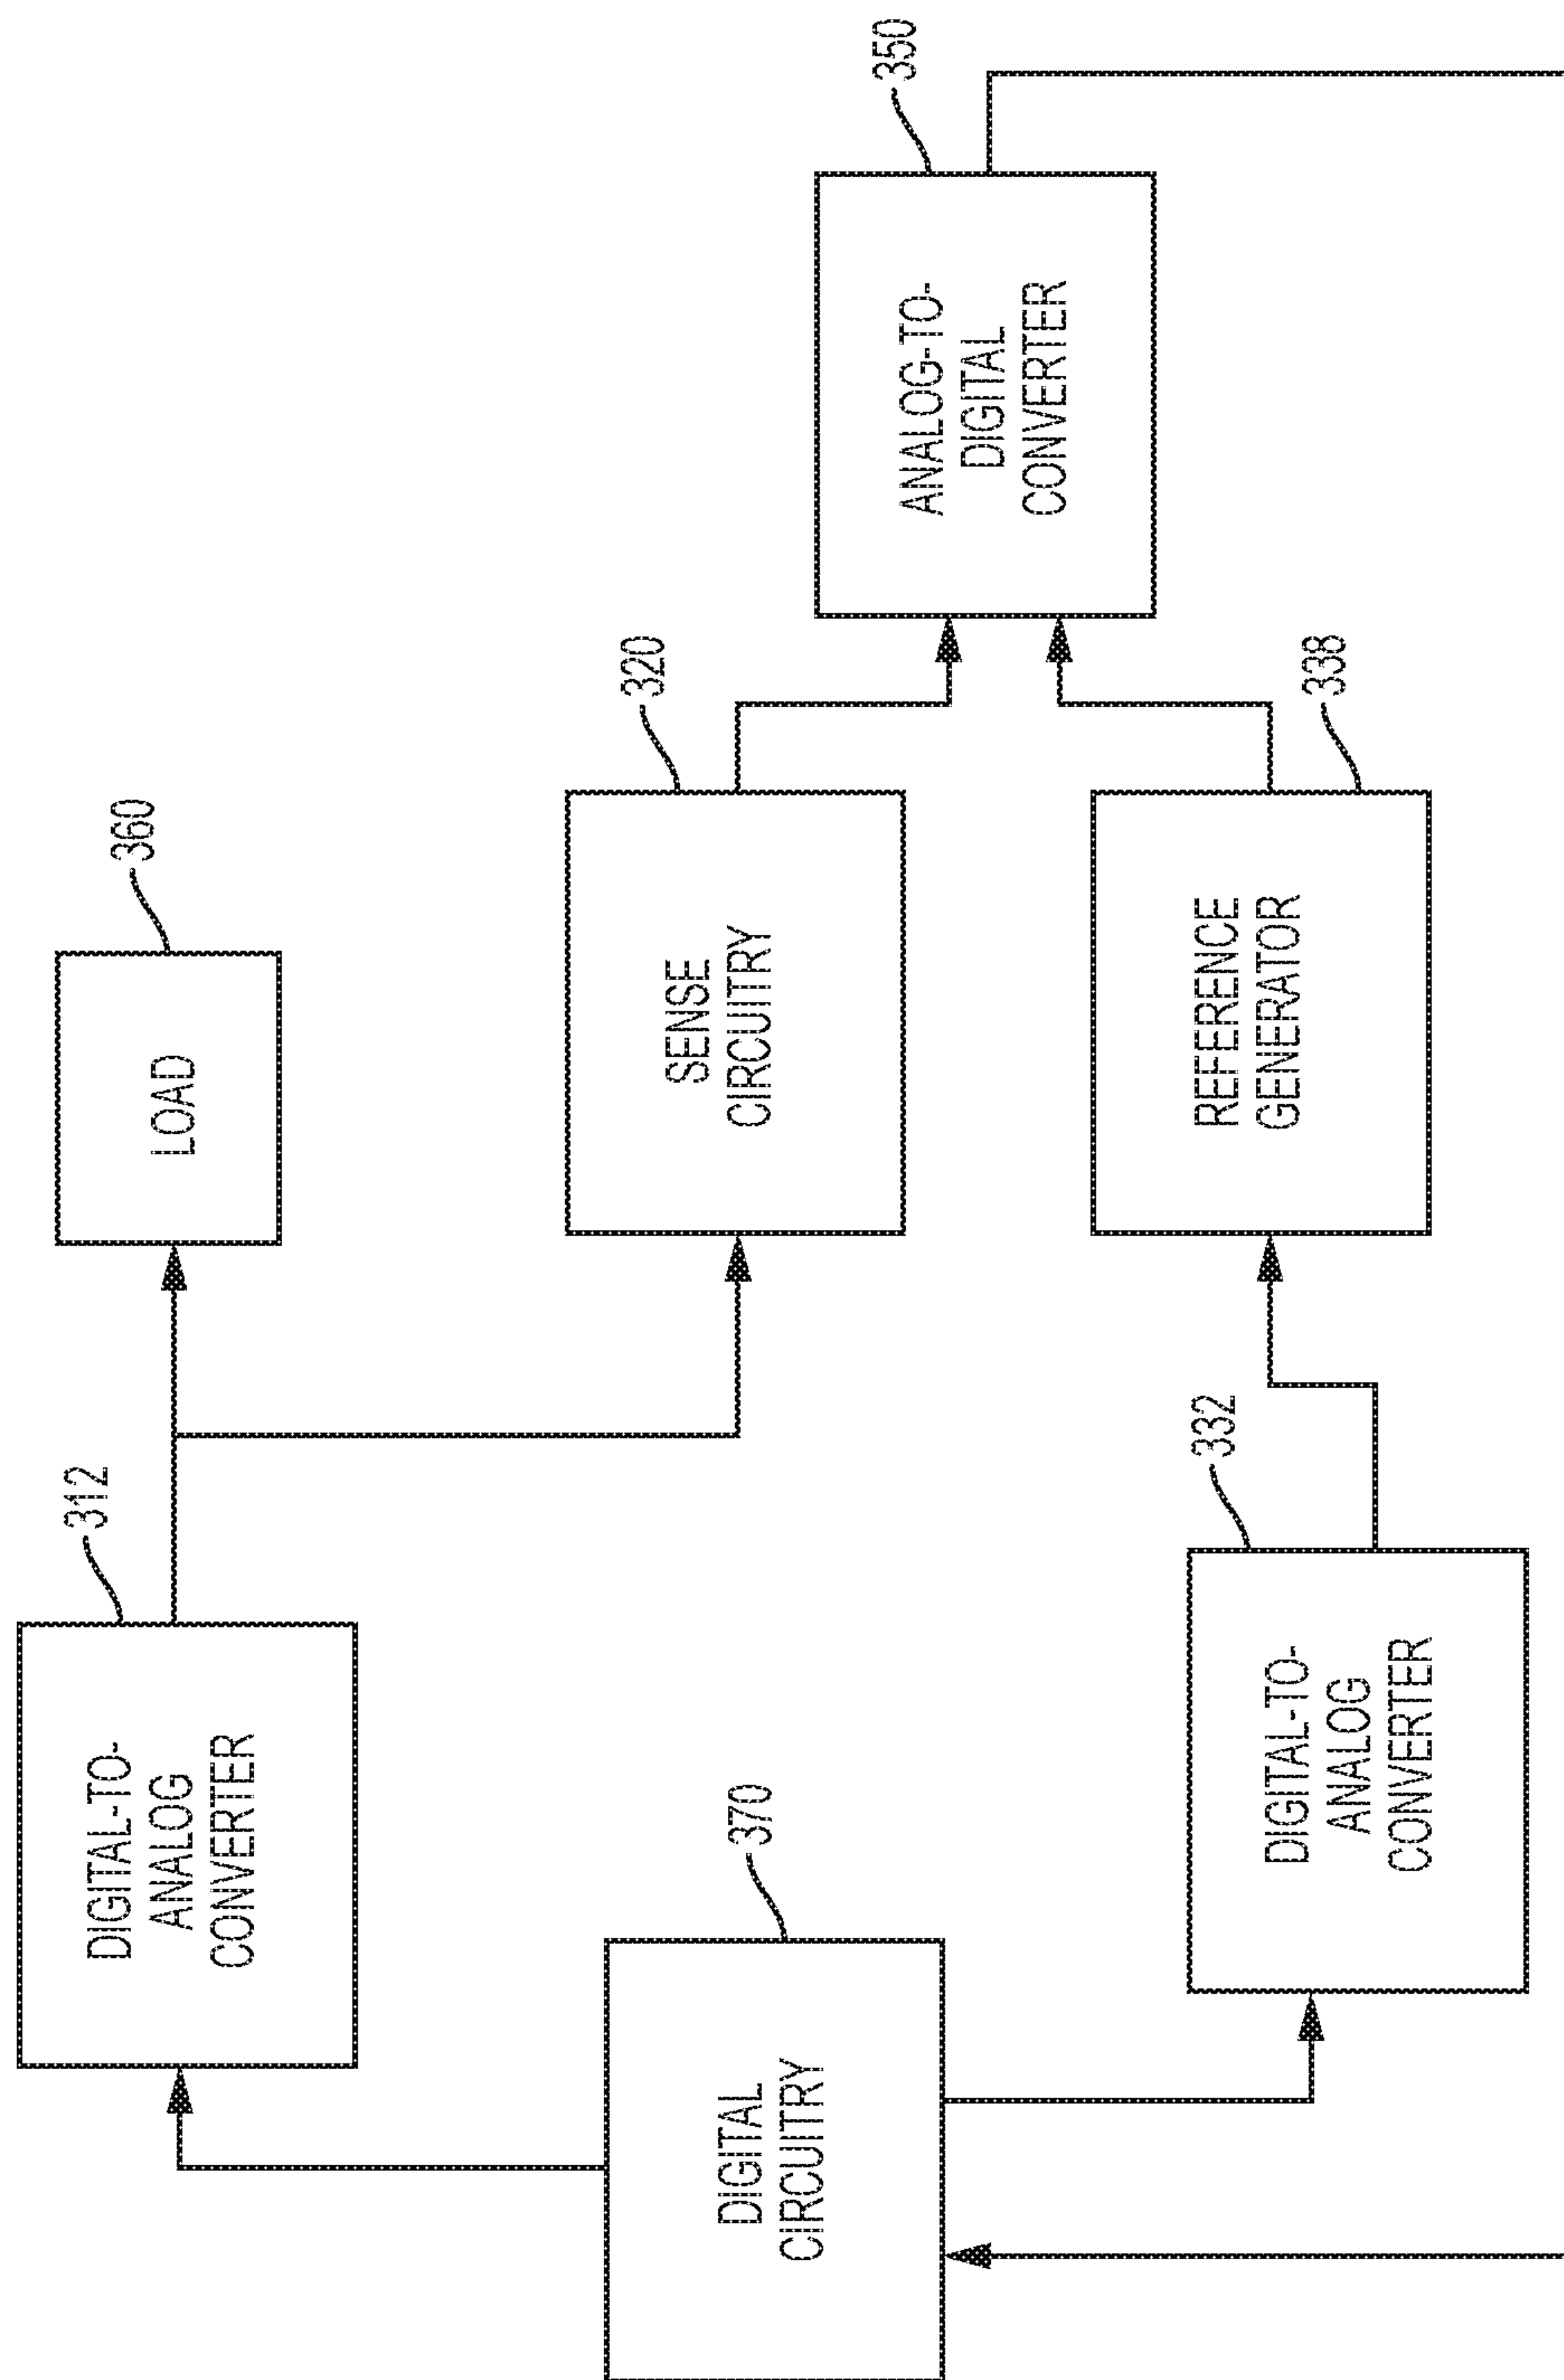 312
DIGITAL-TO-
ANALOG
CONVERTER
360
LOAD
370
DIGITAL
CIRCUITRY
320
SENSE
CIRCUITRY
350
ANALOG-TO-
DIGITAL
CONVERTER
332
DIGITAL-TO-
ANALOG
CONVERTER
338
REFERENCE
GENERATOR